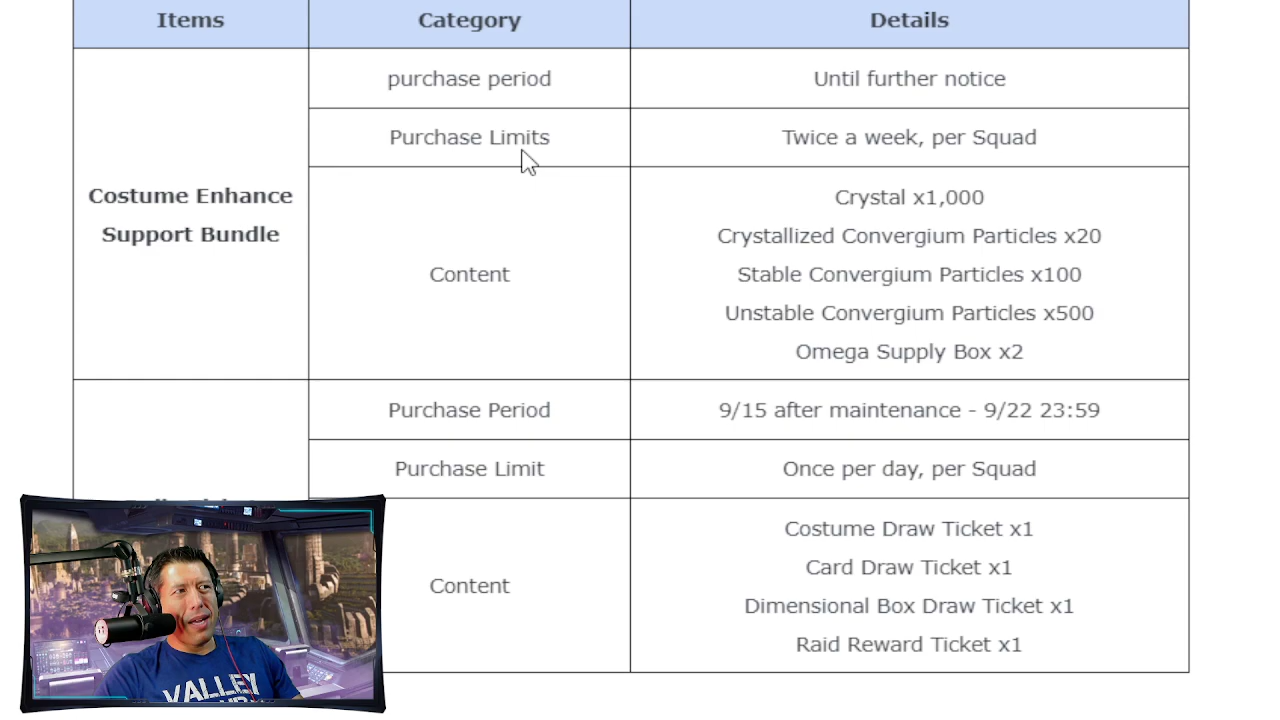 Items
Category
Details
Costume Enhance
Support Bundle
purchase period
Until further notice
Purchase Limits
Twice a week, per Squad
Content
Crystal x1,000
Crystallized Convergium Particles x20
Stable Convergium Particles x100
Unstable Convergium Particles x500
Omega Supply Box x2
Purchase Period
9/15 after maintenance - 9/22 23:59
Purchase Limit
Once per day, per Squad
Content
Costume Draw Ticket x1
Card Draw Ticket x1
Dimensional Box Draw Ticket x1
Raid Reward Ticket x1
VALLEY